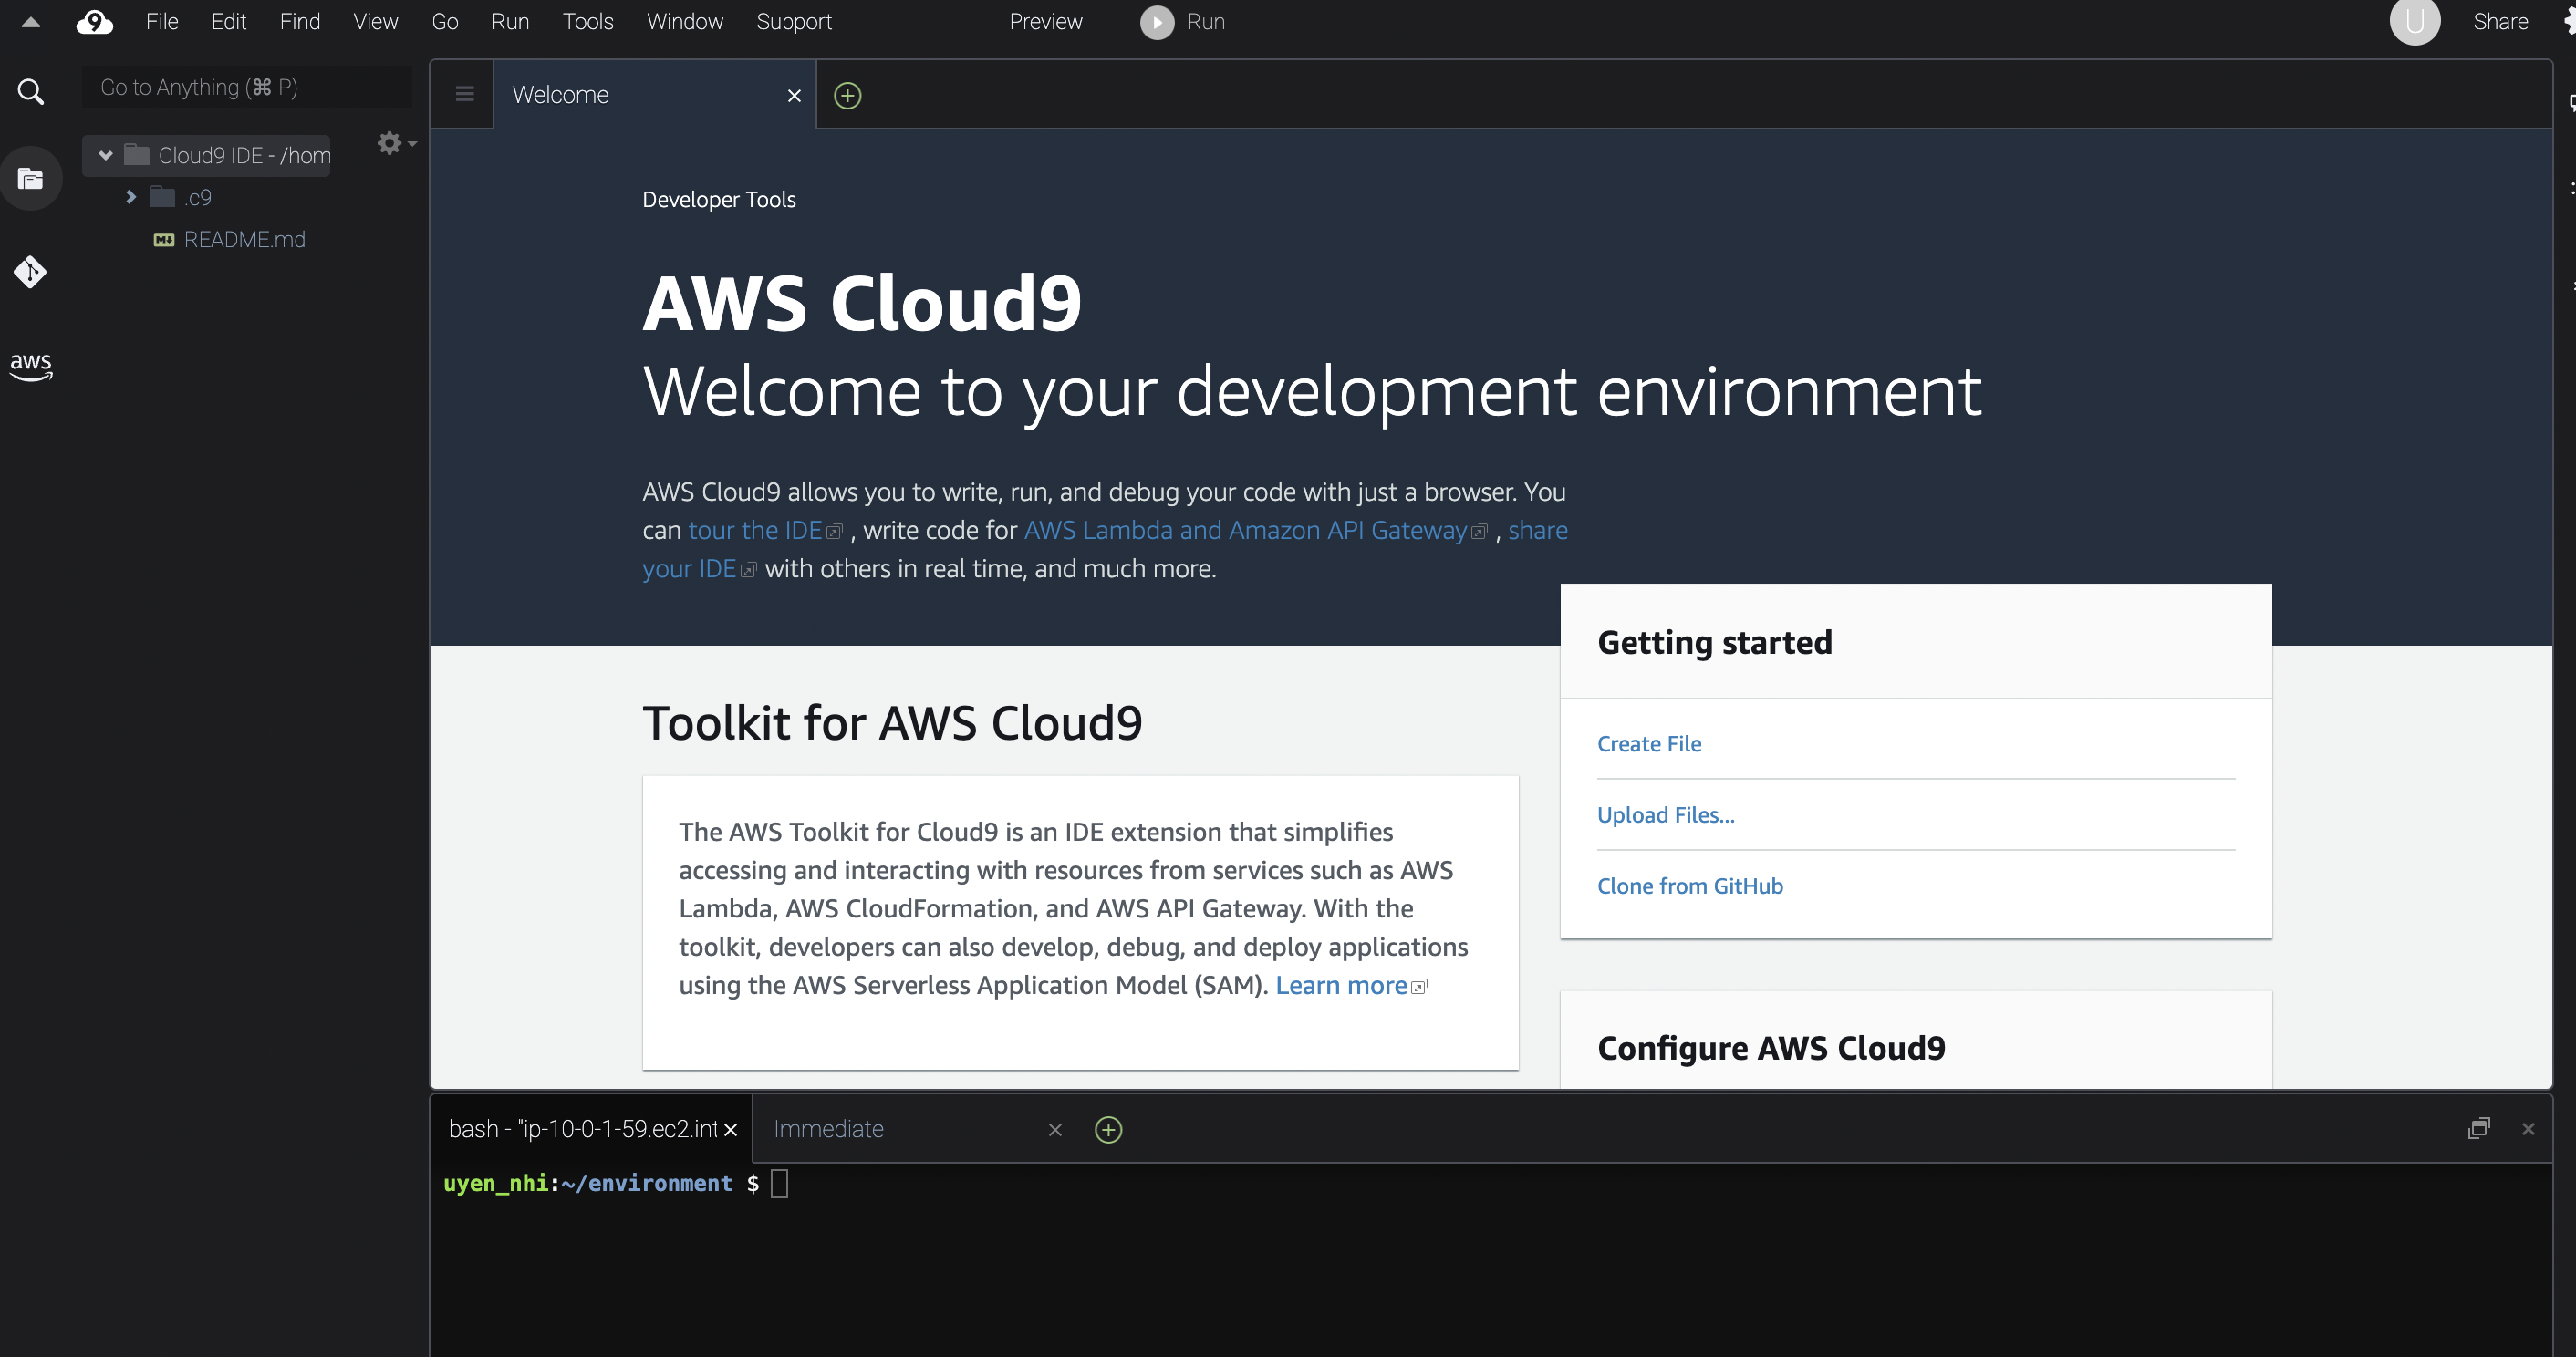 9 File Edit Find View Go Run Tools Window Support Preview Run U Share
Go to Anything (⌘ P)
Welcome
Cloud9 IDE - /hom
.c9
README.md
aws
Developer Tools
AWS Cloud9
Welcome to your development environment
AWS Cloud9 allows you to write, run, and debug your code with just a browser. You
can tour the IDE , write code for AWS Lambda and Amazon API Gateway , share
your IDE with others in real time, and much more.
Getting started
Create File
Upload Files...
Clone from GitHub
Toolkit for AWS Cloud9
The AWS Toolkit for Cloud9 is an IDE extension that simplifies
accessing and interacting with resources from services such as AWS
Lambda, AWS CloudFormation, and AWS API Gateway. With the
toolkit, developers can also develop, debug, and deploy applications
using the AWS Serverless Application Model (SAM). Learn more
Configure AWS Cloud9
bash - "ip-10-0-1-59.ec2.int Immediate
uyen_nhi:~/environment $